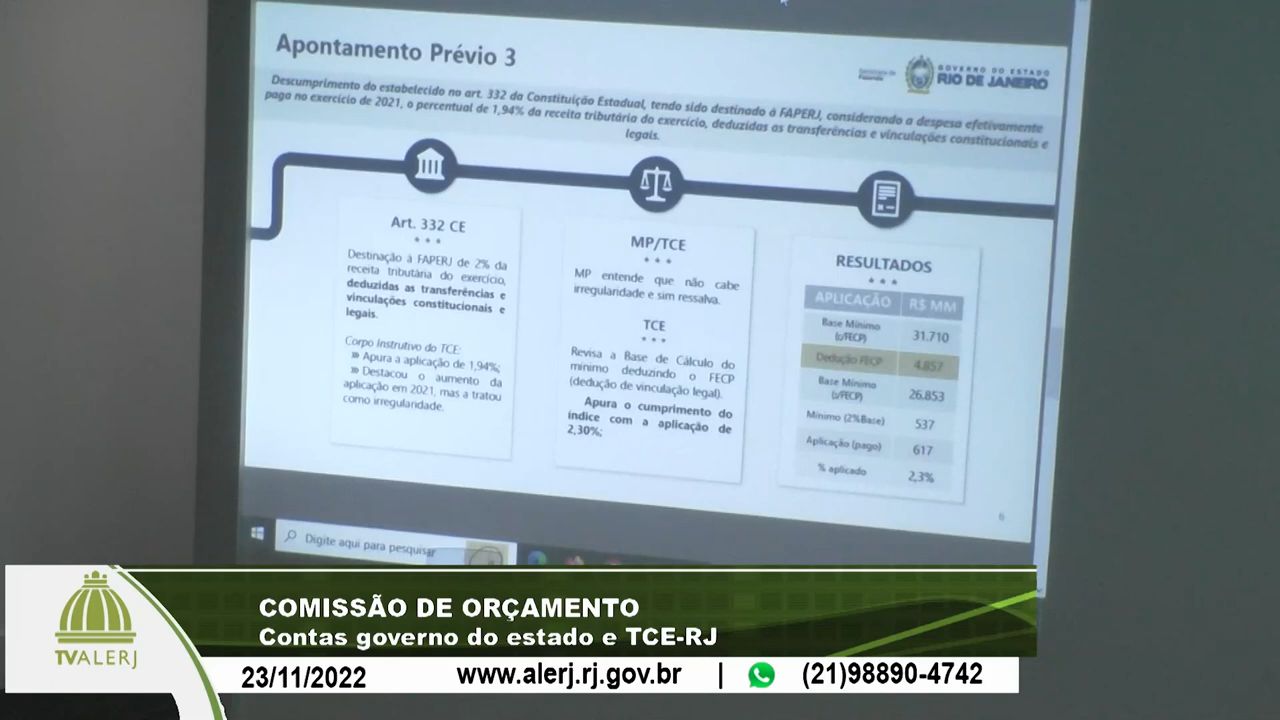 Apontamento Prévio 3
GOVERNO DO ESTADO
RIO DE JANEIRO
Secretaria de
Fazenda
Descumprimento do estabelecido no art. 332 da Constituição Estadual, tendo sido destinado à FAPERJ, considerando a despesa efetivamente
paga no exercício de 2021, o percentual de 1,94% da receita tributária do exercício, deduzidas as transferências e vinculações constitucionais e
legais.
Art. 332 CE
Destinação à FAPERJ de 2% da
receita tributária do exercício,
deduzidas as transferências e
vinculações constitucionais e
legais.
Corpo Instrutivo do TCE:
» Apura a aplicação de 1,94%;
» Destacou o aumento da
aplicação em 2021, mas a tratou
como irregularidade.
MP/TCE
MP entende que não cabe
irregularidade e sim ressalva.
TCE
Revisa a Base de Cálculo do
mínimo deduzindo o FECP
(dedução de vinculação legal).
Apura o cumprimento do
índice com a aplicação de
2,30%;
RESULTADOS
APLICAÇÃO R$ MM
Base Mínimo
(c/FECP) 31.710
Dedução FECP 4.857
Base Mínimo
(s/FECP) 26.853
Mínimo (2%Base) 537
Aplicação (pago) 617
% aplicado 2,3%
6
Digite aqui para pesquisar
COMISSÃO DE ORÇAMENTO
Contas governo do estado e TCE-RJ
TVALERJ
23/11/2022 www.alerj.rj.gov.br | (21)98890-4742